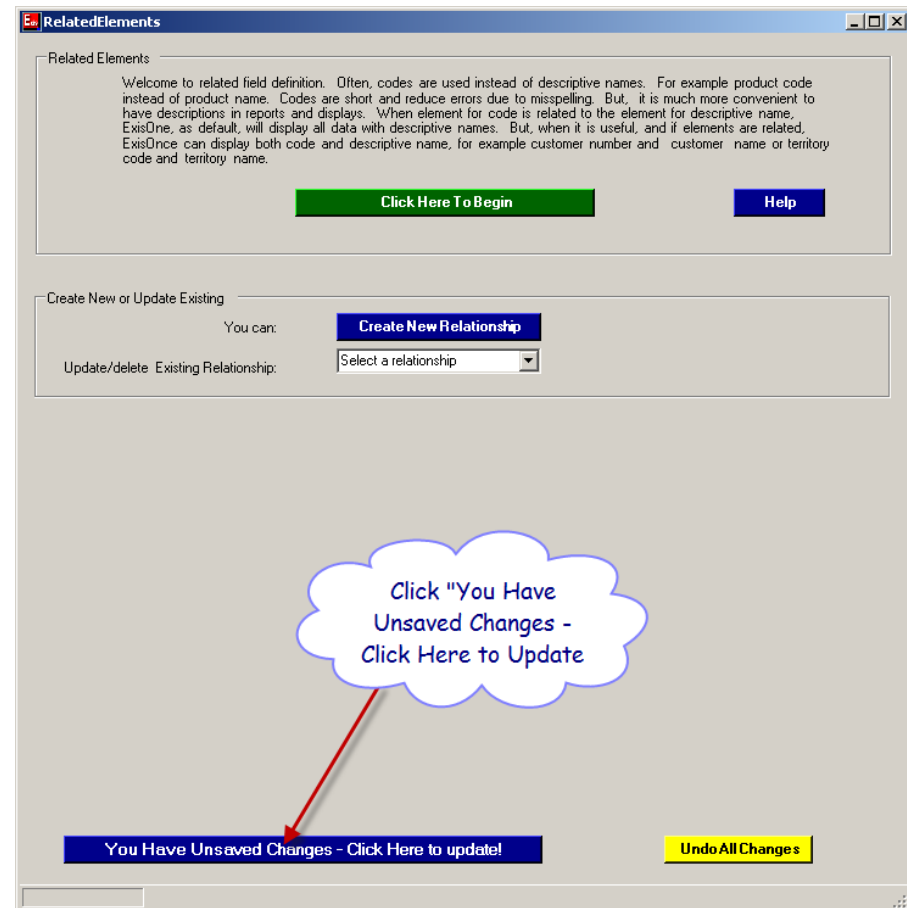 RelatedElements
Related Elements
Welcome to related field definition. Often, codes are used instead of descriptive names. For example product code
instead of product name. Codes are short and reduce errors due to misspelling. But, it is much more convenient to
have descriptions in reports and displays. When element for code is related to the element for descriptive name,
ExisOne, as default, will display all data with descriptive names. But, when it is useful, and if elements are related,
ExisOnce can display both code and descriptive name, for example customer number and customer name or territory
code and territory name.
Click Here To Begin
Help
Create New or Update Existing
You can:
Create New Relationship
Update/delete Existing Relationship:
Select a relationship
Click "You Have
Unsaved Changes -
Click Here to Update
You Have Unsaved Changes - Click Here to update!
Undo All Changes